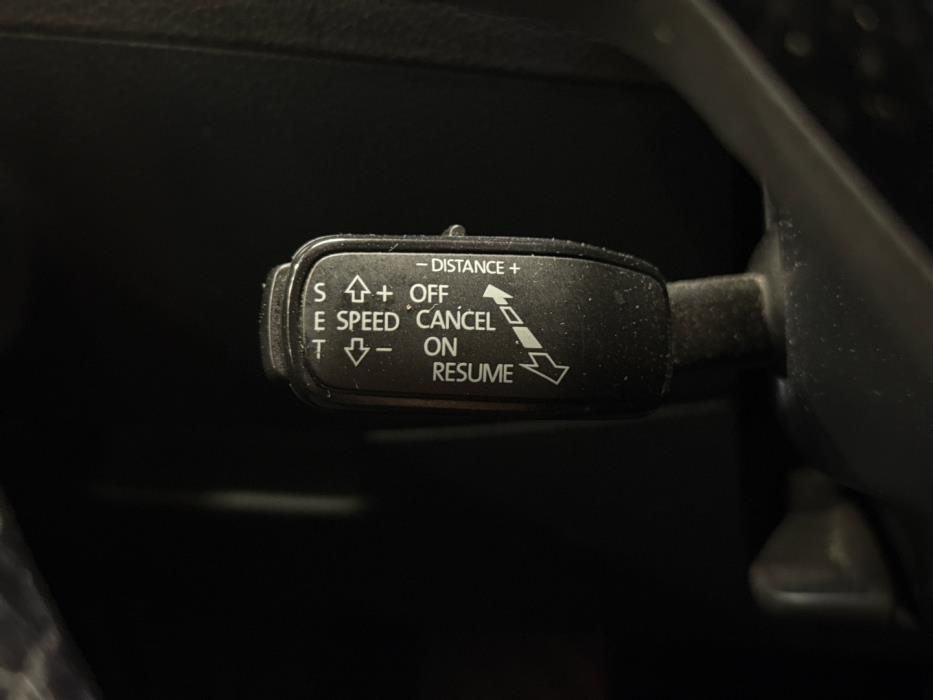 − DISTANCE +
S + OFF
E SPEED CANCEL
T − ON
RESUME